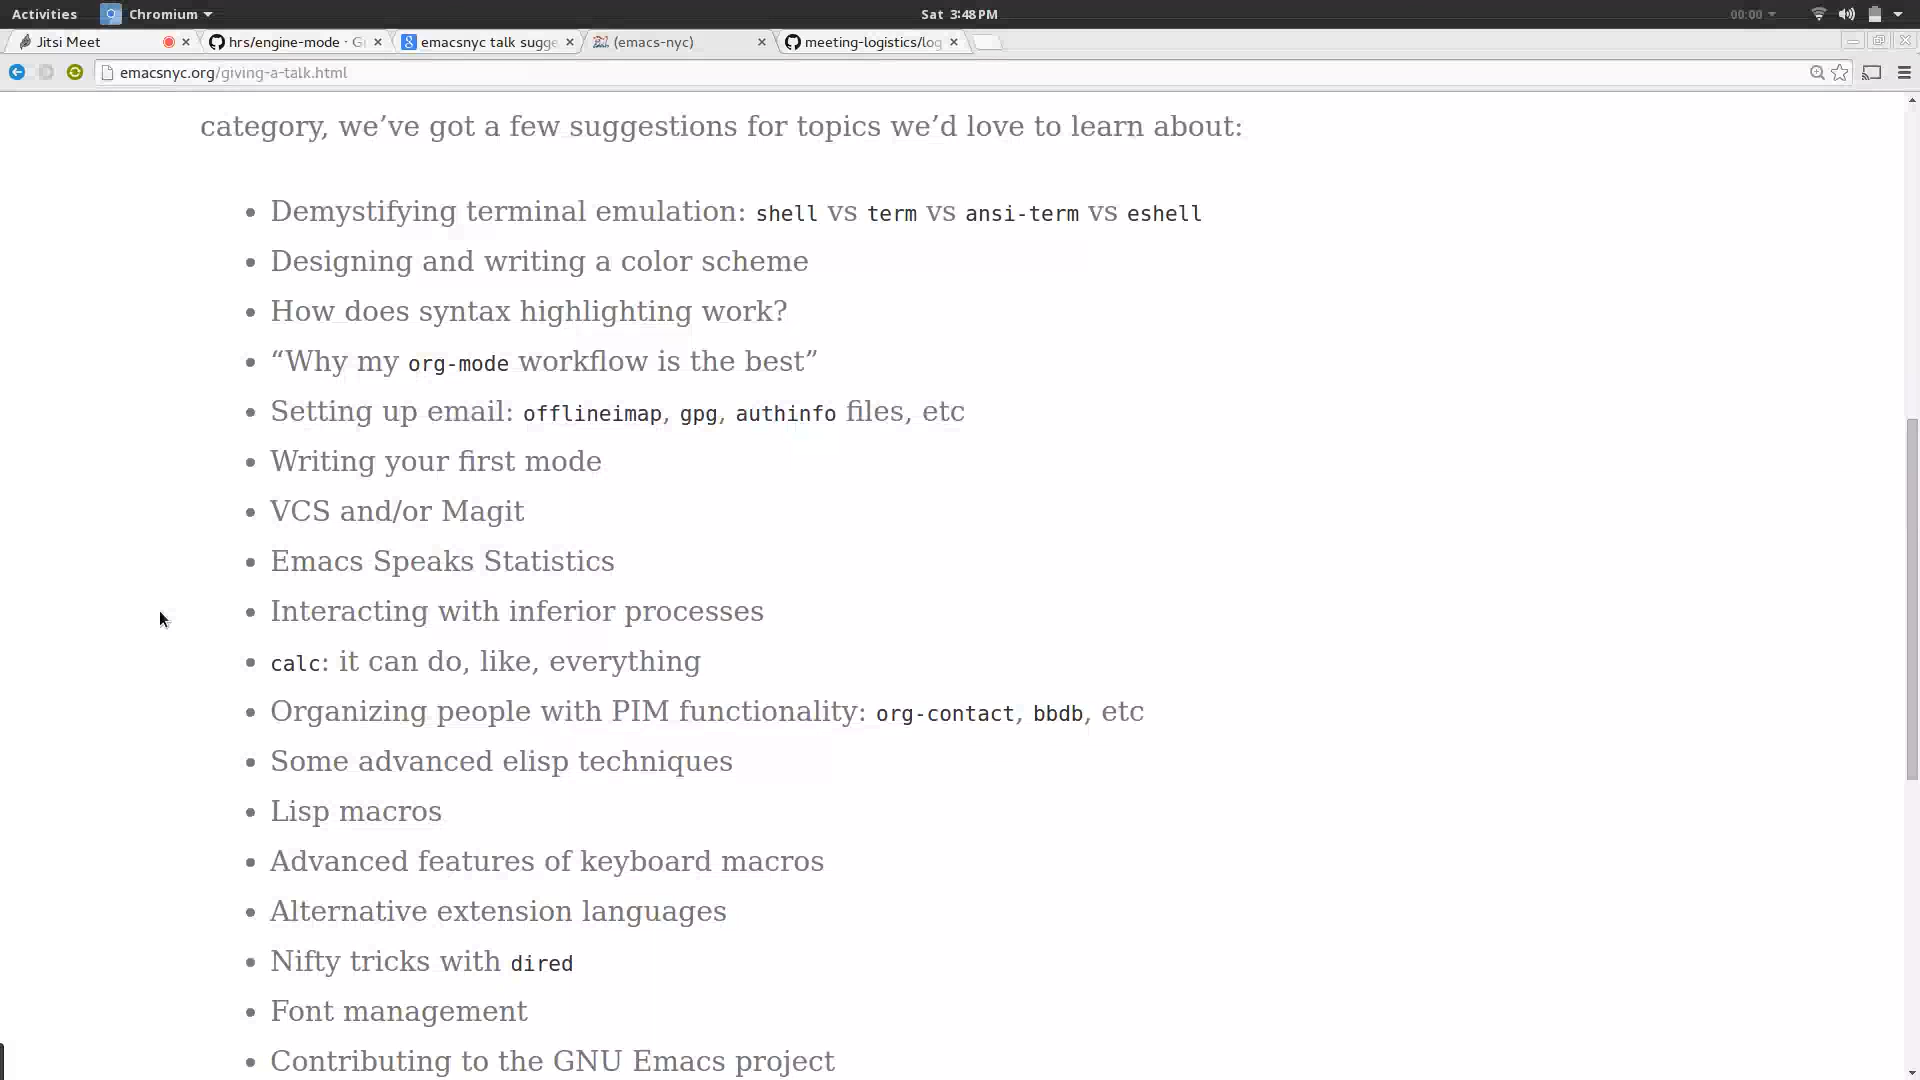 Activities Chromium Sat 3:48PM 00:00
Jitsi Meet hrs/engine-mode · G emacsnyc talk sugge (emacs-nyc) meeting-logistics/log
emacsnyc.org/giving-a-talk.html
category, we’ve got a few suggestions for topics we’d love to learn about:
• Demystifying terminal emulation: shell vs term vs ansi-term vs eshell
• Designing and writing a color scheme
• How does syntax highlighting work?
• “Why my org-mode workflow is the best”
• Setting up email: offlineimap, gpg, authinfo files, etc
• Writing your first mode
• VCS and/or Magit
• Emacs Speaks Statistics
• Interacting with inferior processes
• calc: it can do, like, everything
• Organizing people with PIM functionality: org-contact, bbdb, etc
• Some advanced elisp techniques
• Lisp macros
• Advanced features of keyboard macros
• Alternative extension languages
• Nifty tricks with dired
• Font management
• Contributing to the GNU Emacs project